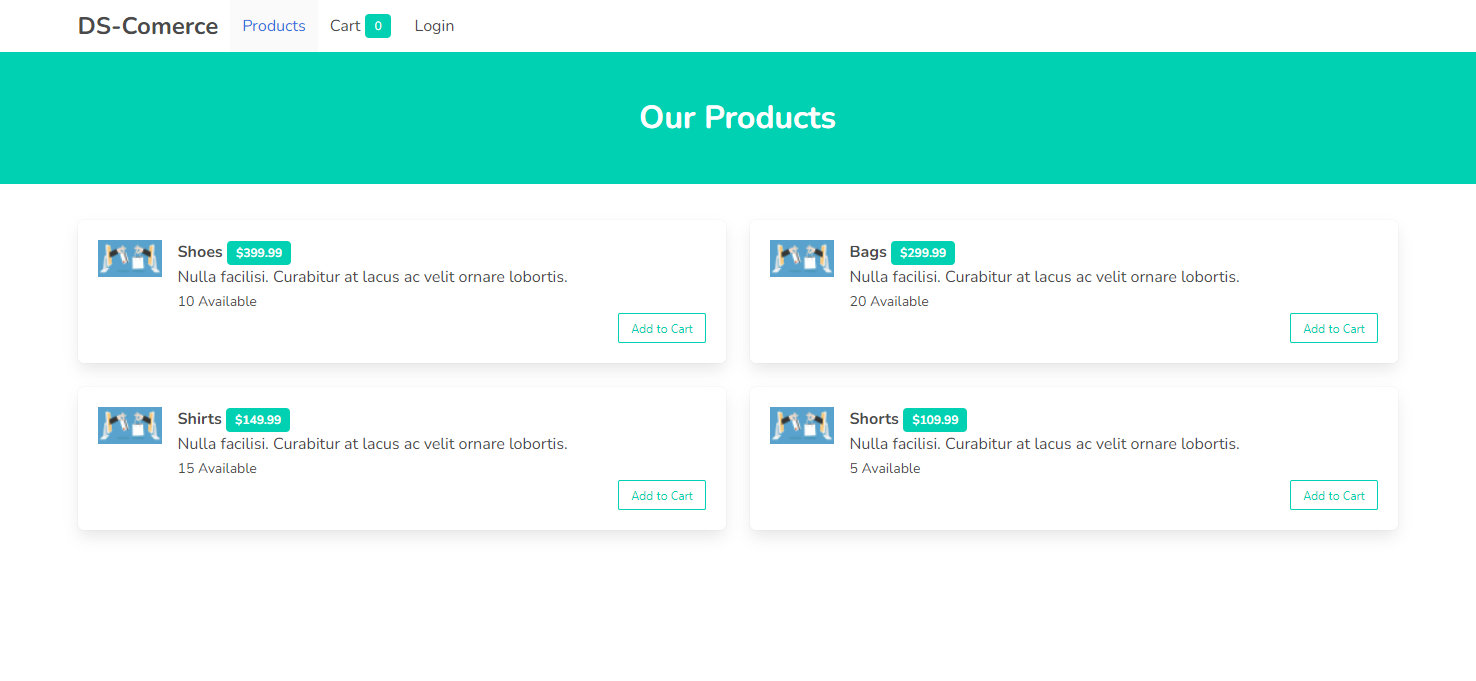 DS-Comerce Products Cart 0 Login
Our Products
Shoes $399.99
Nulla facilisi. Curabitur at lacus ac velit ornare lobortis.
10 Available
Add to Cart
Bags $299.99
Nulla facilisi. Curabitur at lacus ac velit ornare lobortis.
20 Available
Add to Cart
Shirts $149.99
Nulla facilisi. Curabitur at lacus ac velit ornare lobortis.
15 Available
Add to Cart
Shorts $109.99
Nulla facilisi. Curabitur at lacus ac velit ornare lobortis.
5 Available
Add to Cart